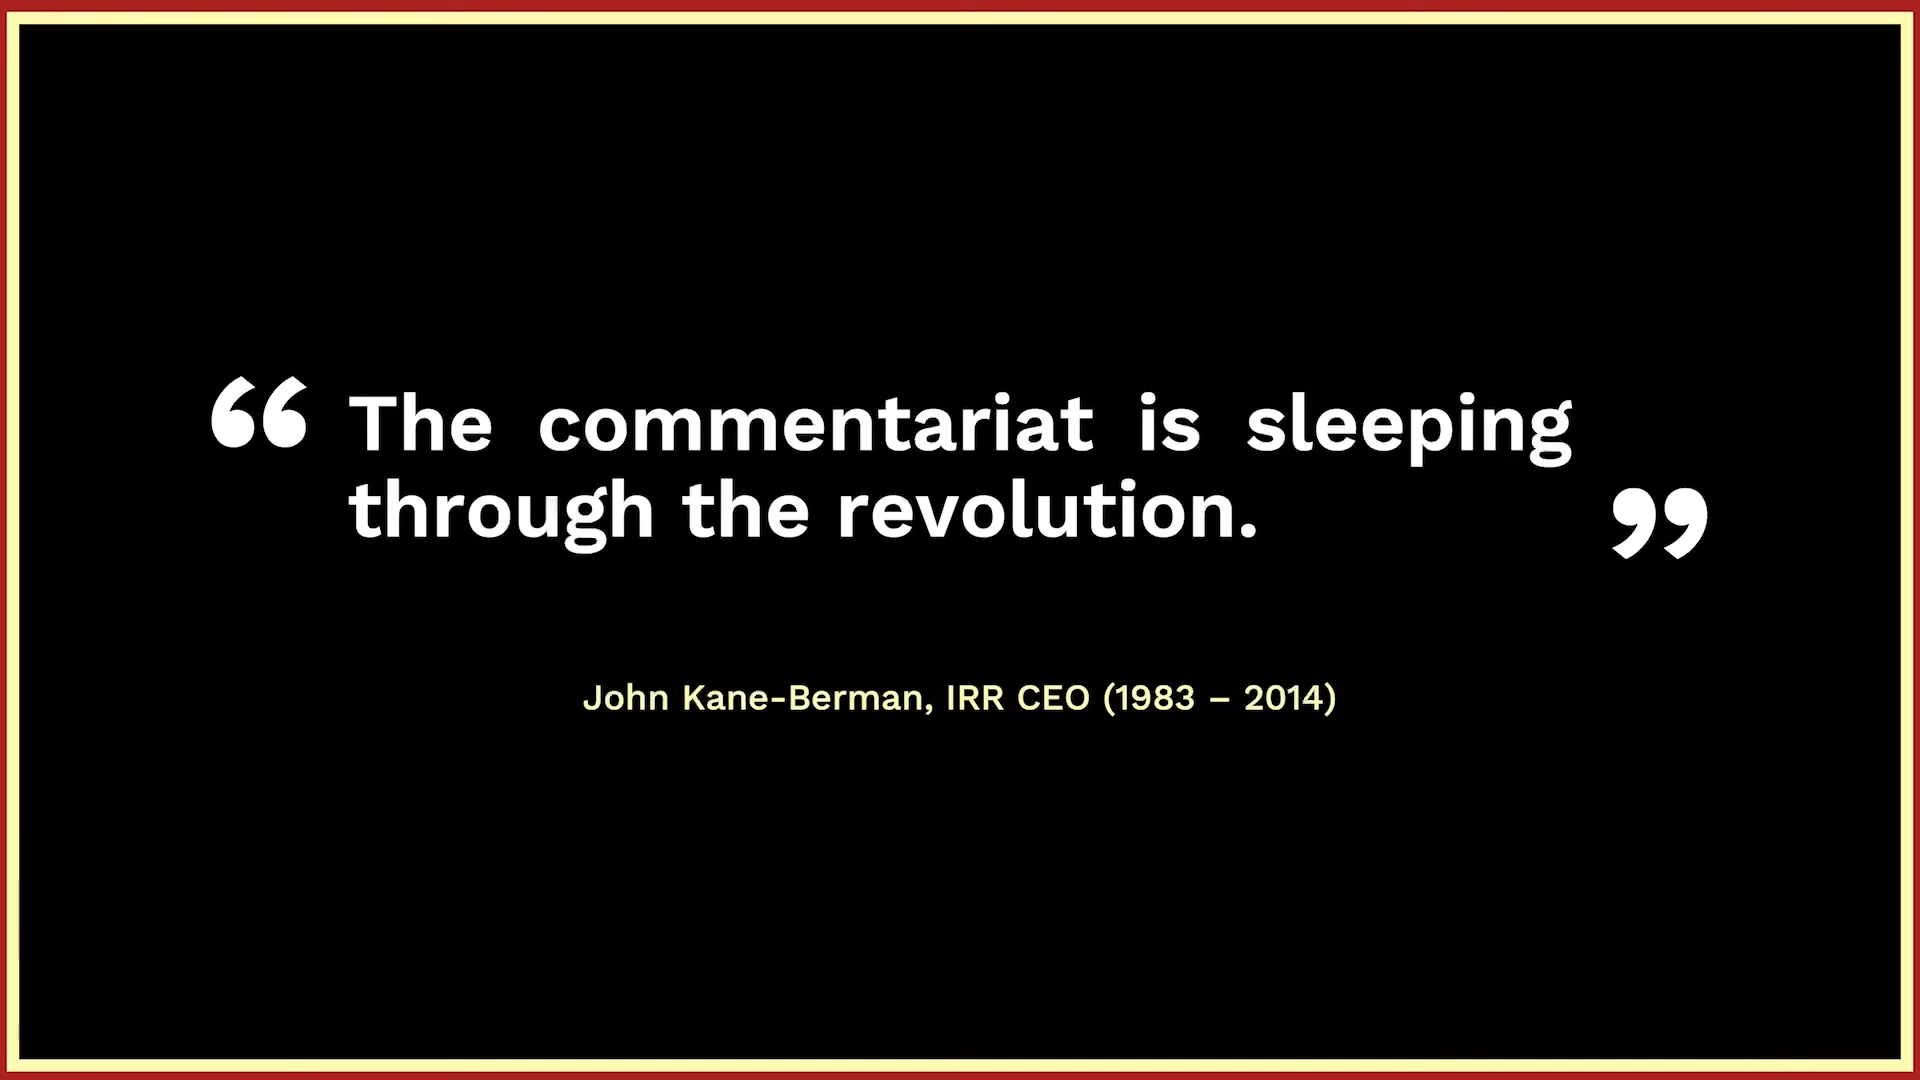 “The commentariat is sleeping
through the revolution.”
John Kane-Berman, IRR CEO (1983 – 2014)